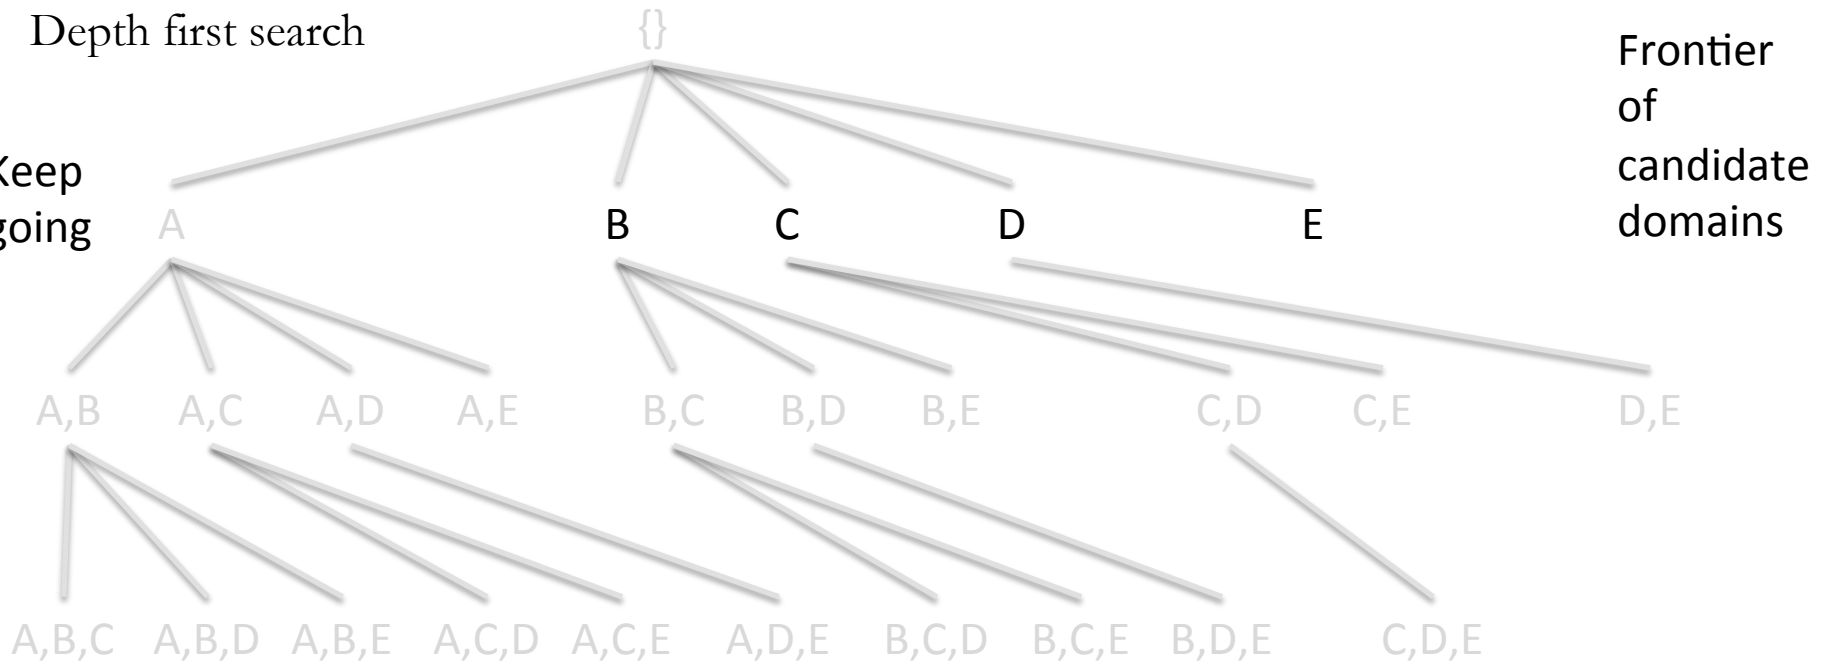 Depth first search
{}
Frontier
of
candidate
domains
Keep
going
A
B
C
D
E
A,B
A,C
A,D
A,E
B,C
B,D
B,E
C,D
C,E
D,E
A,B,C
A,B,D
A,B,E
A,C,D
A,C,E
A,D,E
B,C,D
B,C,E
B,D,E
C,D,E